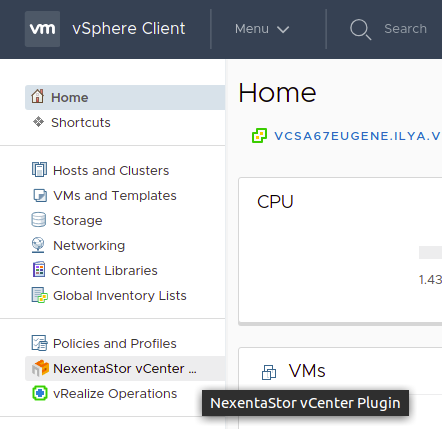 vm vSphere Client Menu Search
Home
Shortcuts
Hosts and Clusters
VMs and Templates
Storage
Networking
Content Libraries
Global Inventory Lists
Policies and Profiles
NexentaStor vCenter ...
vRealize Operations
Home
VCSA67EUGENE.ILYA.V
CPU
1.43
VMs
NexentaStor vCenter Plugin